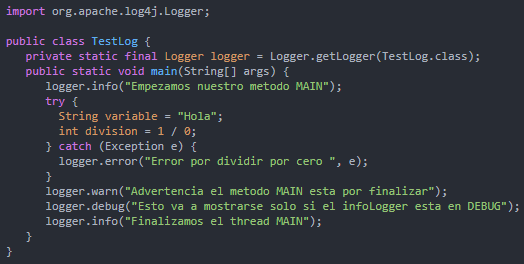 import org.apache.log4j.Logger;
public class TestLog {
private static final Logger logger = Logger.getLogger(TestLog.class);
public static void main(String[] args) {
logger.info("Empezamos nuestro metodo MAIN");
try {
String variable = "Hola";
int division = 1 / 0;
} catch (Exception e) {
logger.error("Error por dividir por cero ", e);
}
logger.warn("Advertencia el metodo MAIN esta por finalizar");
logger.debug("Esto va a mostrarse solo si el infoLogger esta en DEBUG");
logger.info("Finalizamos el thread MAIN");
}
}